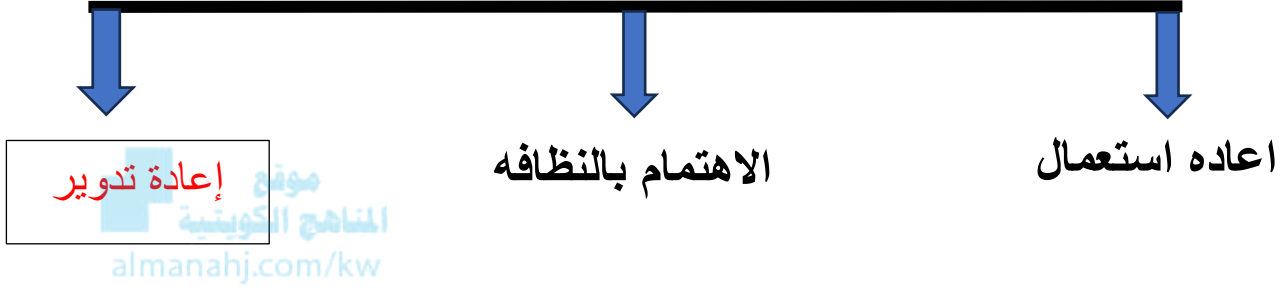 اعاده استعمال
الاهتمام بالنظافه
إعادة تدوير
موقع
المناهج الكويتية
almanahj.com/kw